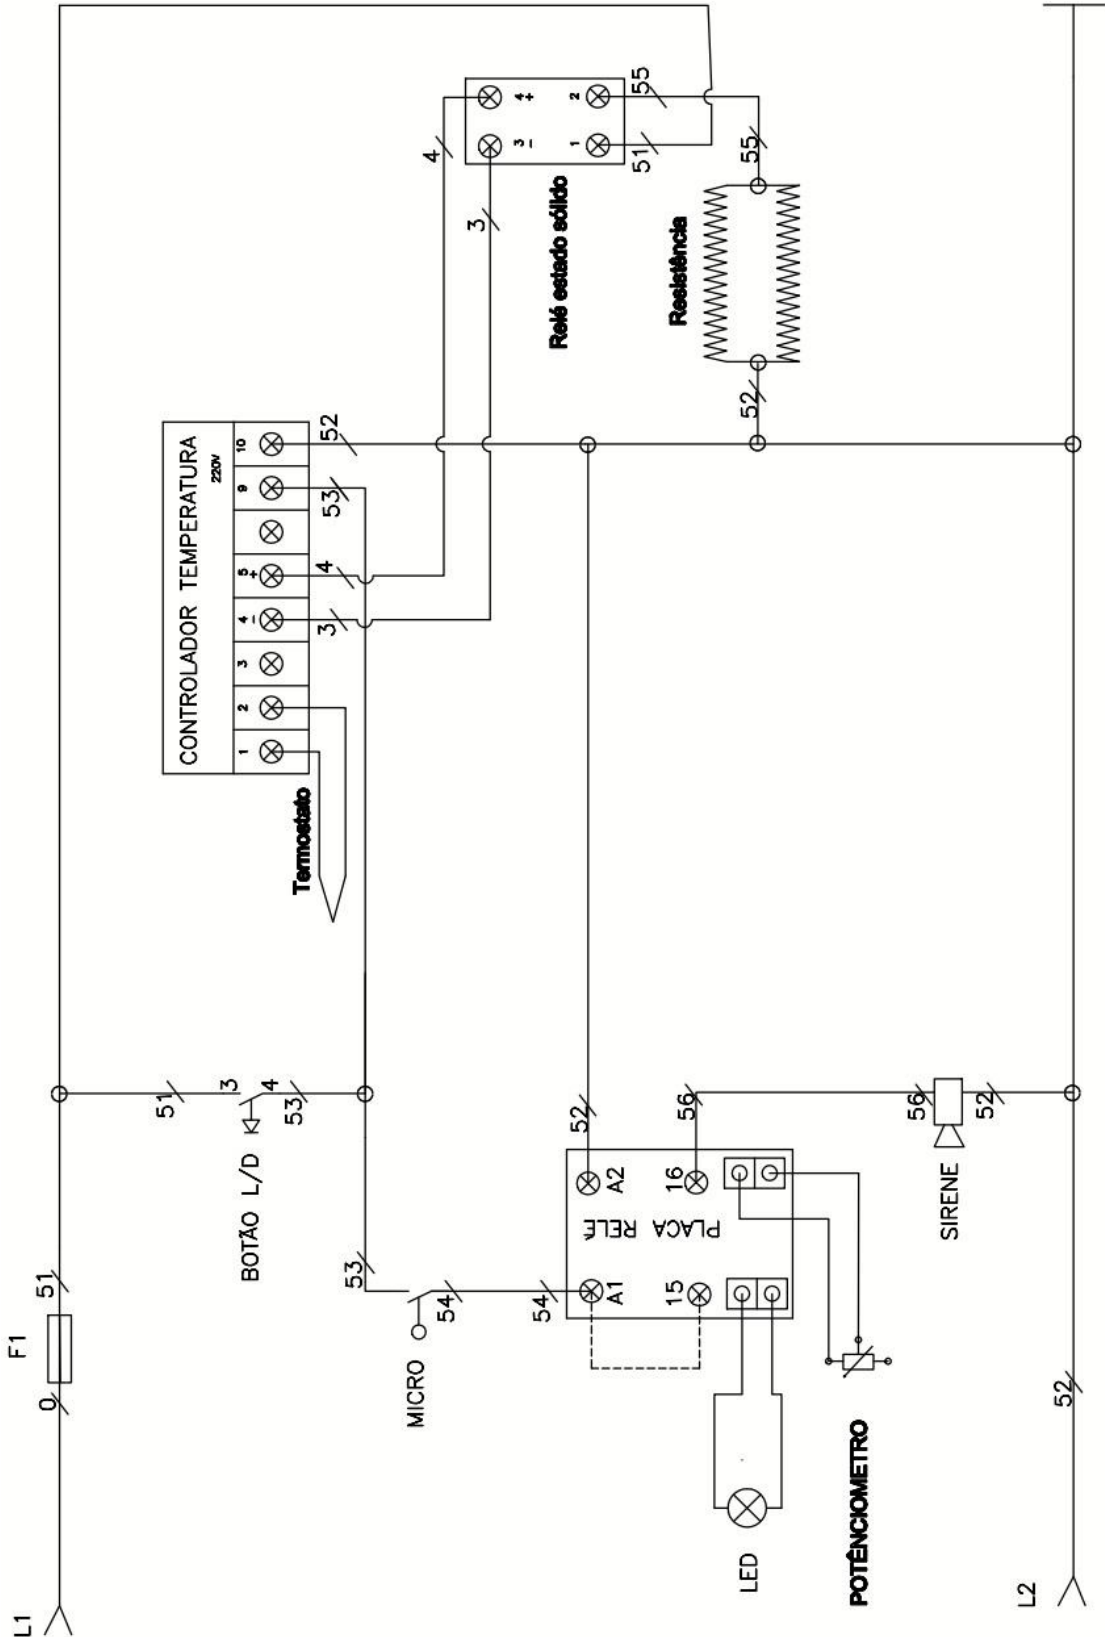 L1
0
F1
51
51
3
4
53
BOTÃO L/D
53
MICRO
54
54
CONTROLADOR TEMPERATURA
220V
1
2
3
4
-
5
+
9
10
Termostato
3
4
53
52
4
3
4
+
3
-
2
1
55
51
Relé estado sólido
55
Resistência
52
52
A2
16
56
PLACA RELE
A1
15
LED
POTÊNCIOMETRO
56
52
SIRENE
52
L2